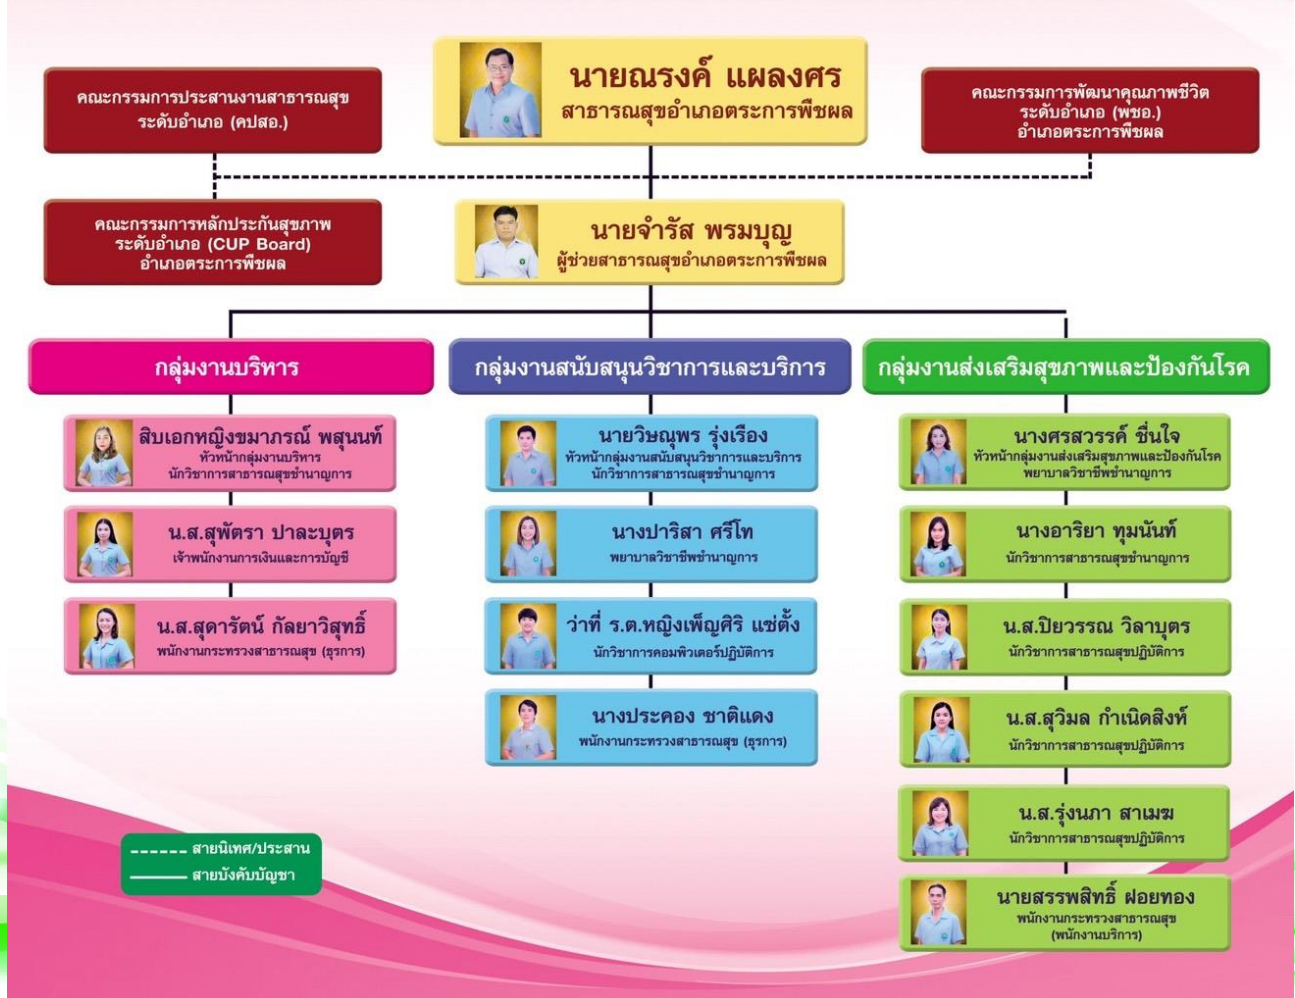 นายณรงค์ แผลงศร
สาธารณสุขอำเภอตระการพืชผล
คณะกรรมการประสานงานสาธารณสุข
ระดับอำเภอ (คปสอ.)
คณะกรรมการพัฒนาคุณภาพชีวิต
ระดับอำเภอ (พชอ.)
อำเภอตระการพืชผล
คณะกรรมการหลักประกันสุขภาพ
ระดับอำเภอ (CUP Board)
อำเภอตระการพืชผล
นายจำรัส พรมบุญ
ผู้ช่วยสาธารณสุขอำเภอตระการพืชผล
กลุ่มงานบริหาร
สิบเอกหญิงขมาภรณ์ พสุนนท์
หัวหน้ากลุ่มงานบริหาร
นักวิชาการสาธารณสุขชำนาญการ
น.ส.สุพัตรา ปาละบุตร
เจ้าพนักงานการเงินและการบัญชี
น.ส.สุดารัตน์ กัลยาวิสุทธิ์
พนักงานกระทรวงสาธารณสุข (ธุรการ)
กลุ่มงานสนับสนุนวิชาการและบริการ
นายวิษณุพร รุ่งเรือง
หัวหน้ากลุ่มงานสนับสนุนวิชาการและบริการ
นักวิชาการสาธารณสุขชำนาญการ
นางปาริสา ศรีโท
พยาบาลวิชาชีพชำนาญการ
ว่าที่ ร.ต.หญิงเพ็ญศิริ แซ่ตั้ง
นักวิชาการคอมพิวเตอร์ปฏิบัติการ
นางประคอง ชาติแดง
พนักงานกระทรวงสาธารณสุข (ธุรการ)
กลุ่มงานส่งเสริมสุขภาพและป้องกันโรค
นางศรสวรรค์ ชื่นใจ
หัวหน้ากลุ่มงานส่งเสริมสุขภาพและป้องกันโรค
พยาบาลวิชาชีพชำนาญการ
นางอาริยา ทุมนันท์
นักวิชาการสาธารณสุขชำนาญการ
น.ส.ปิยวรรณ วิลาบุตร
นักวิชาการสาธารณสุขปฏิบัติการ
น.ส.สุวิมล กำเนิดสิงห์
นักวิชาการสาธารณสุขปฏิบัติการ
น.ส.รุ่งนภา สาเมฆ
นักวิชาการสาธารณสุขปฏิบัติการ
นายสรรพสิทธิ์ ฝอยทอง
พนักงานกระทรวงสาธารณสุข
(พนักงานบริการ)
สายนิเทศ/ประสาน
สายบังคับบัญชา